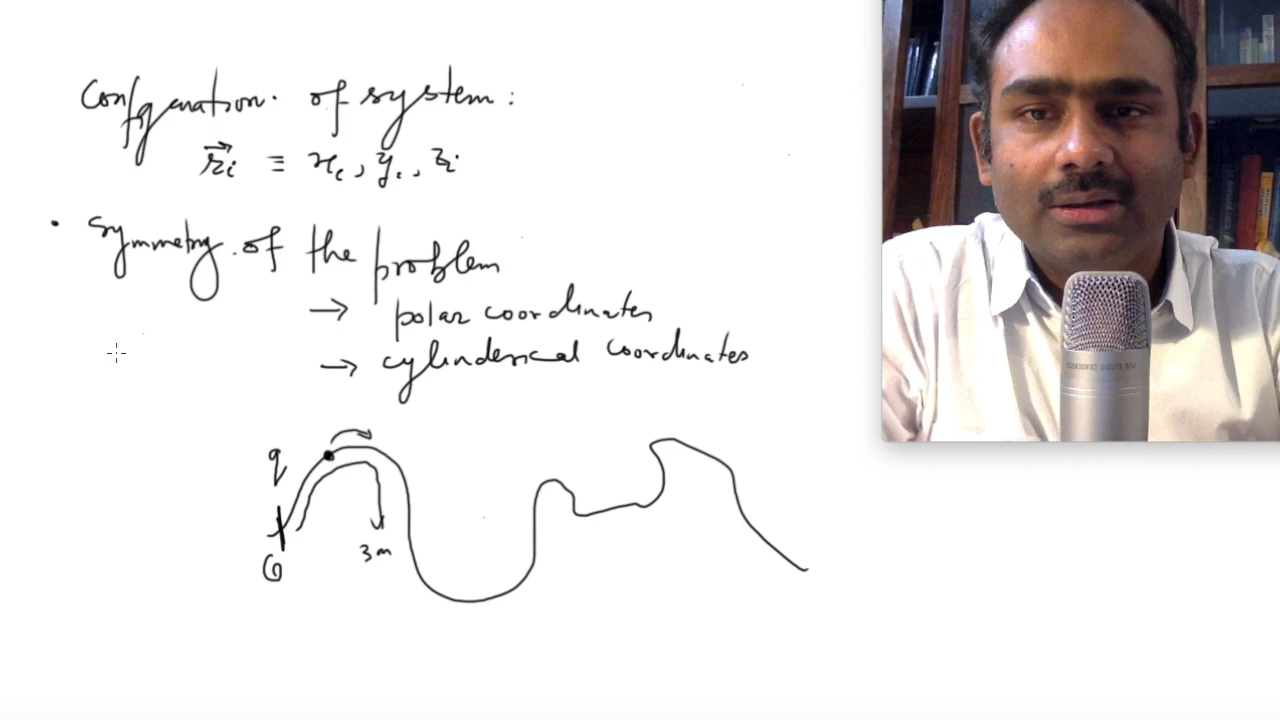 Configuration. of system:
r⃗i ≡ xi, yi, zi
• Symmetry of the problem
→ polar coordinates
→ cylinderical coordinates
q
3m